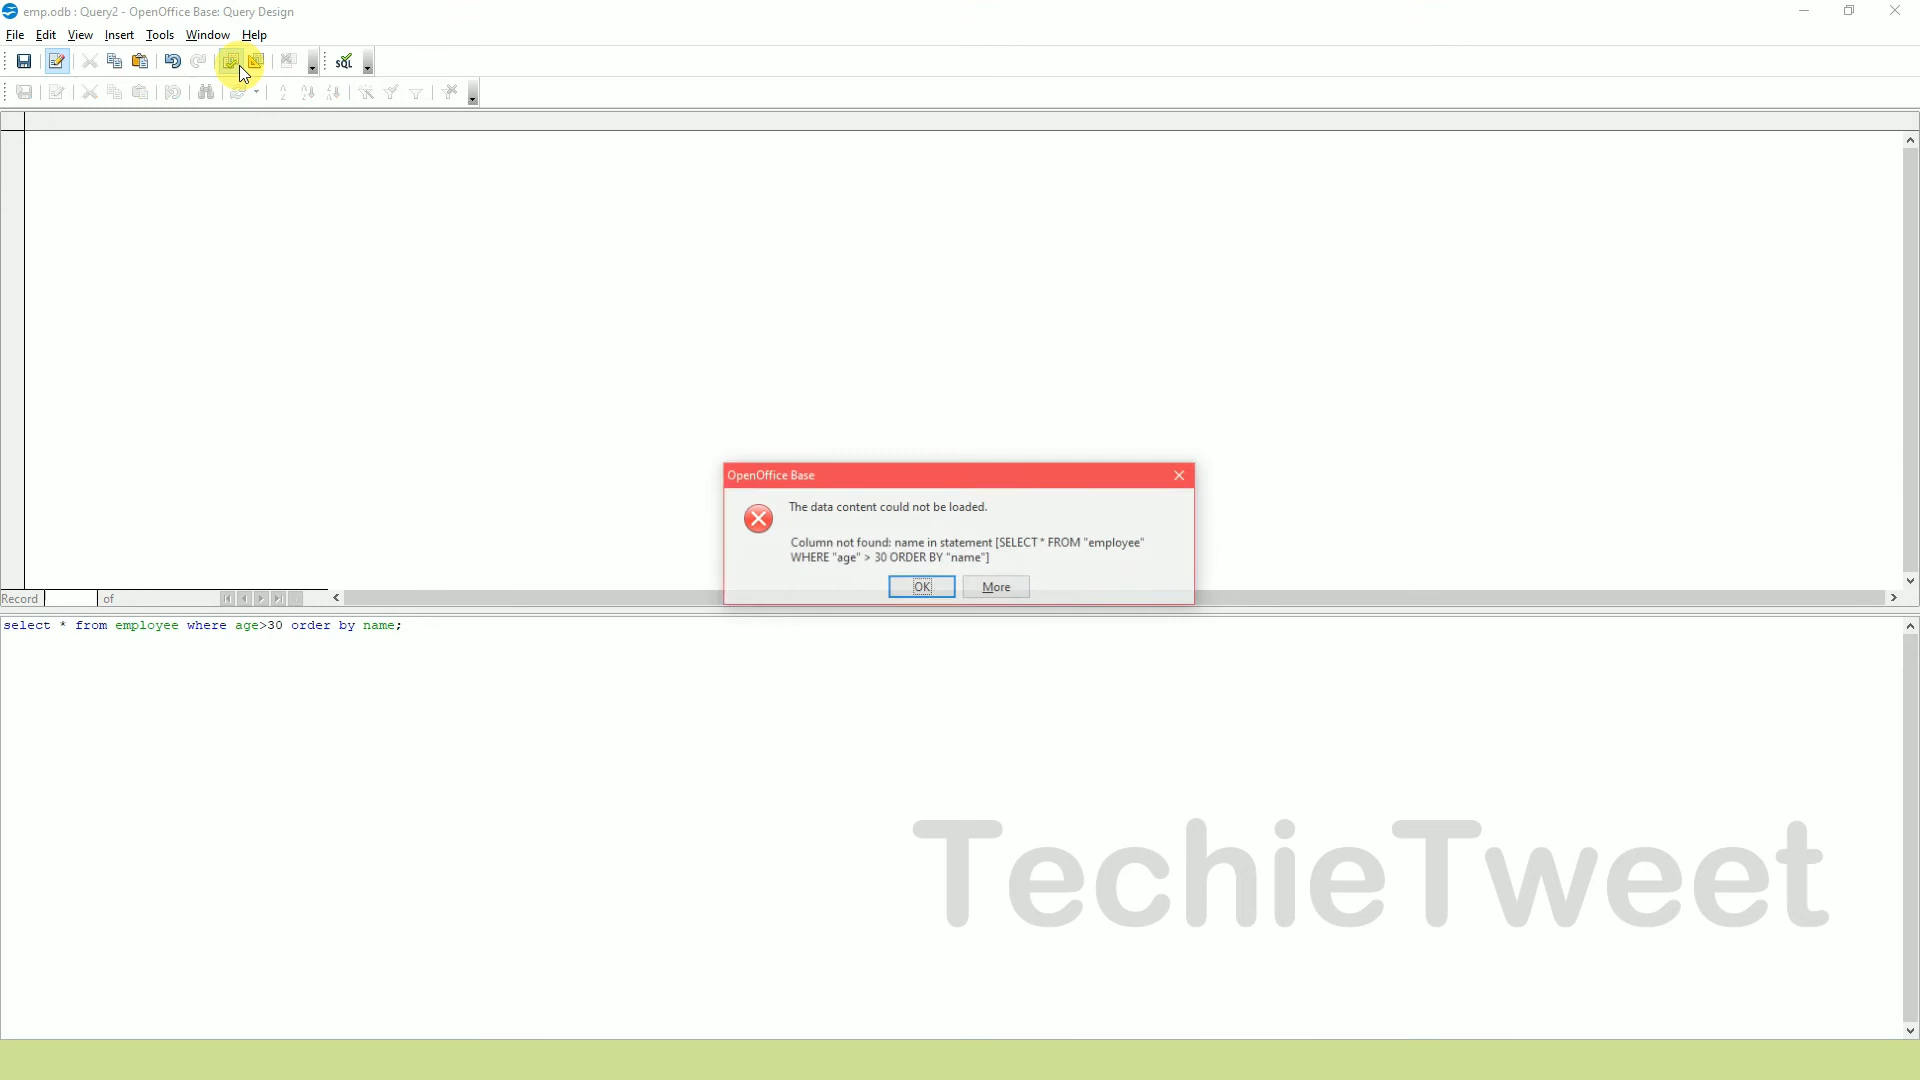 emp.odb : Query2 - OpenOffice Base: Query Design
File Edit View Insert Tools Window Help
SQL
OpenOffice Base
The data content could not be loaded.
Column not found: name in statement [SELECT * FROM "employee"
WHERE "age" > 30 ORDER BY "name"]
OK More
Record of
select * from employee where age>30 order by name;
TechieTweet